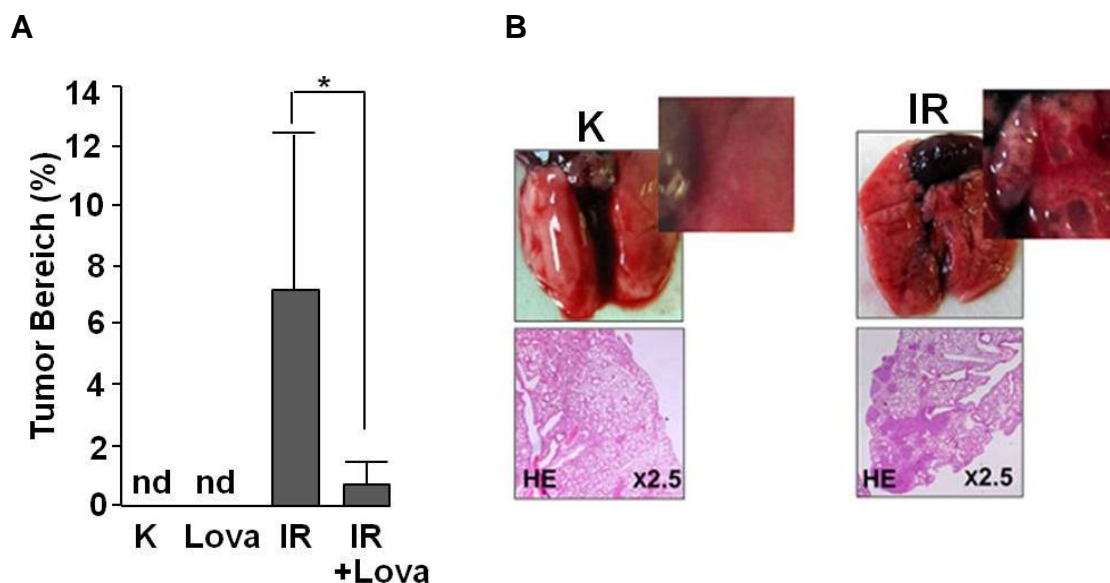 A
B
Tumor Bereich (%)
14
12
10
8
6
4
2
0
*
nd nd
K Lova IR IR
+Lova
K
IR
HE x2.5
HE x2.5